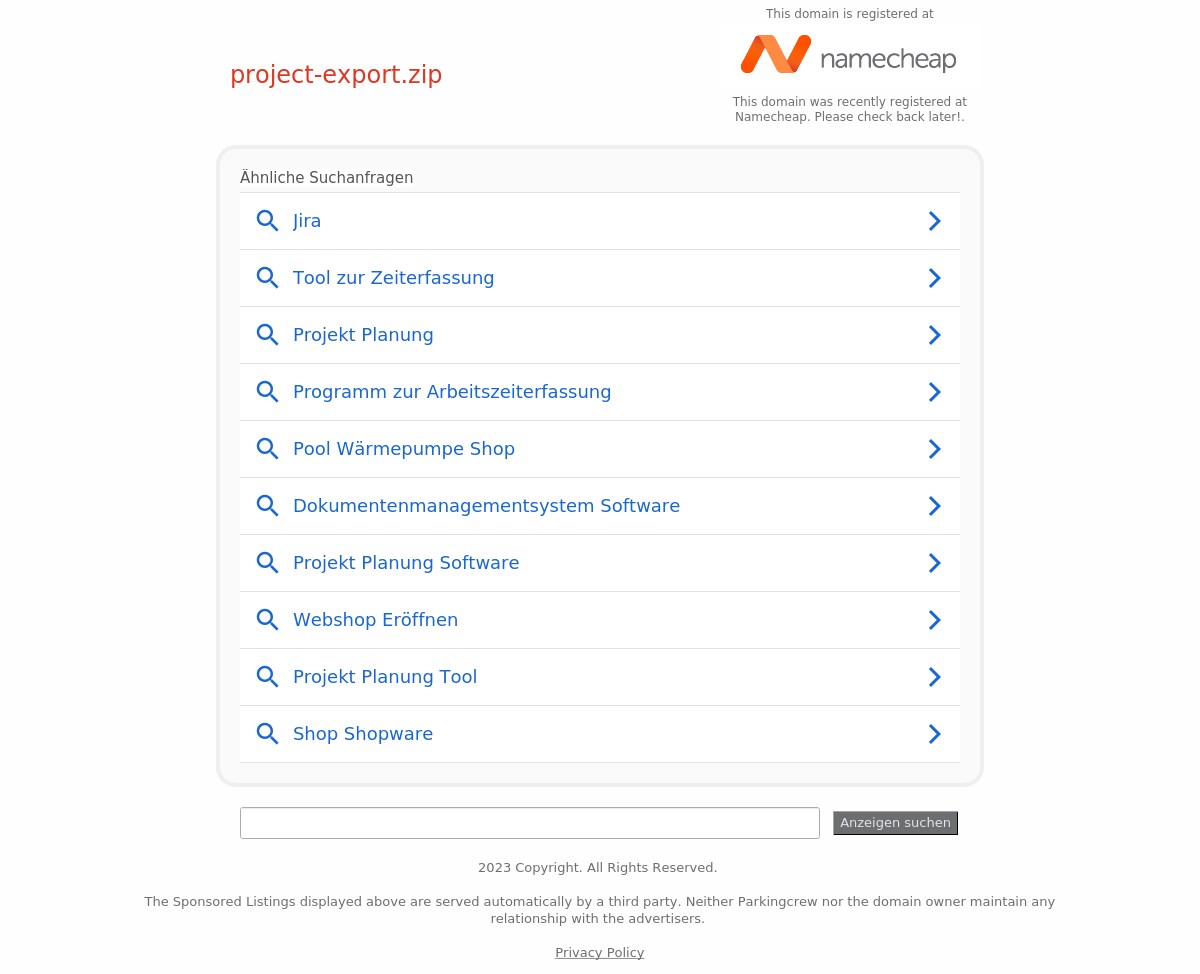 This domain is registered at
namecheap
project-export.zip
This domain was recently registered at
Namecheap. Please check back later!.
Ähnliche Suchanfragen
Jira
Tool zur Zeiterfassung
Projekt Planung
Programm zur Arbeitszeiterfassung
Pool Wärmepumpe Shop
Dokumentenmanagementsystem Software
Projekt Planung Software
Webshop Eröffnen
Projekt Planung Tool
Shop Shopware
Anzeigen suchen
2023 Copyright. All Rights Reserved.
The Sponsored Listings displayed above are served automatically by a third party. Neither Parkingcrew nor the domain owner maintain any
relationship with the advertisers.
Privacy Policy